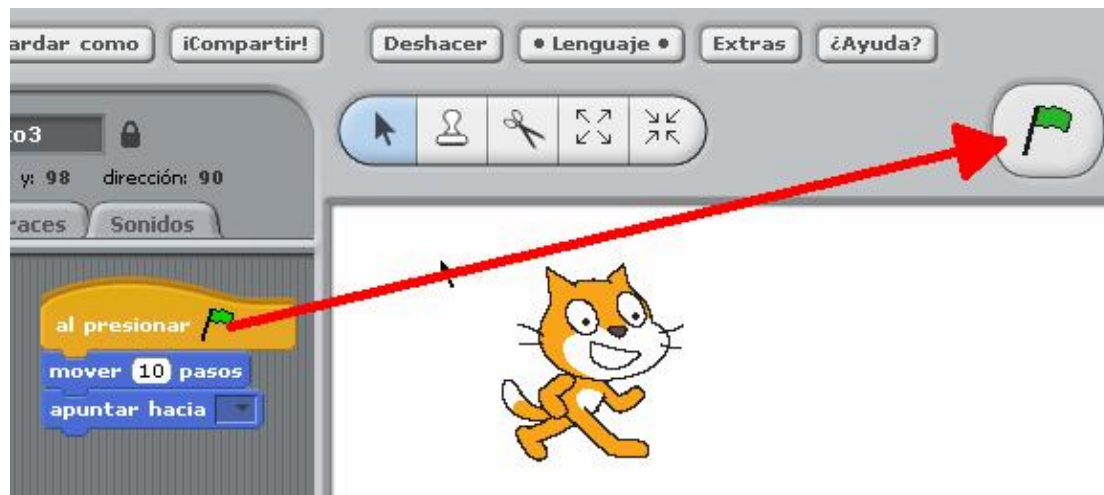 ardar como ¡Compartir! Deshacer • Lenguaje • Extras ¿Ayuda?
to3
y: 98 dirección: 90
races Sonidos
al presionar
mover 10 pasos
apuntar hacia